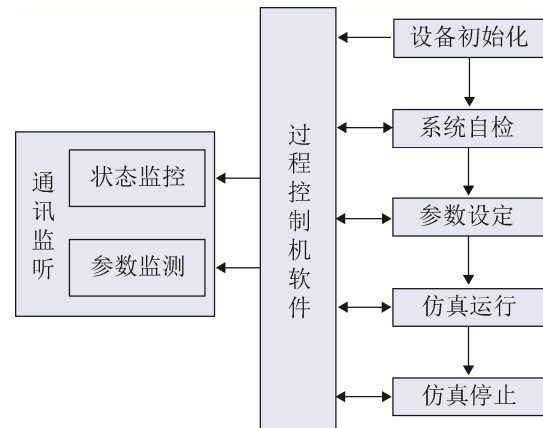 通讯监听
状态监控
参数监测
过程控制机软件
设备初始化
系统自检
参数设定
仿真运行
仿真停止